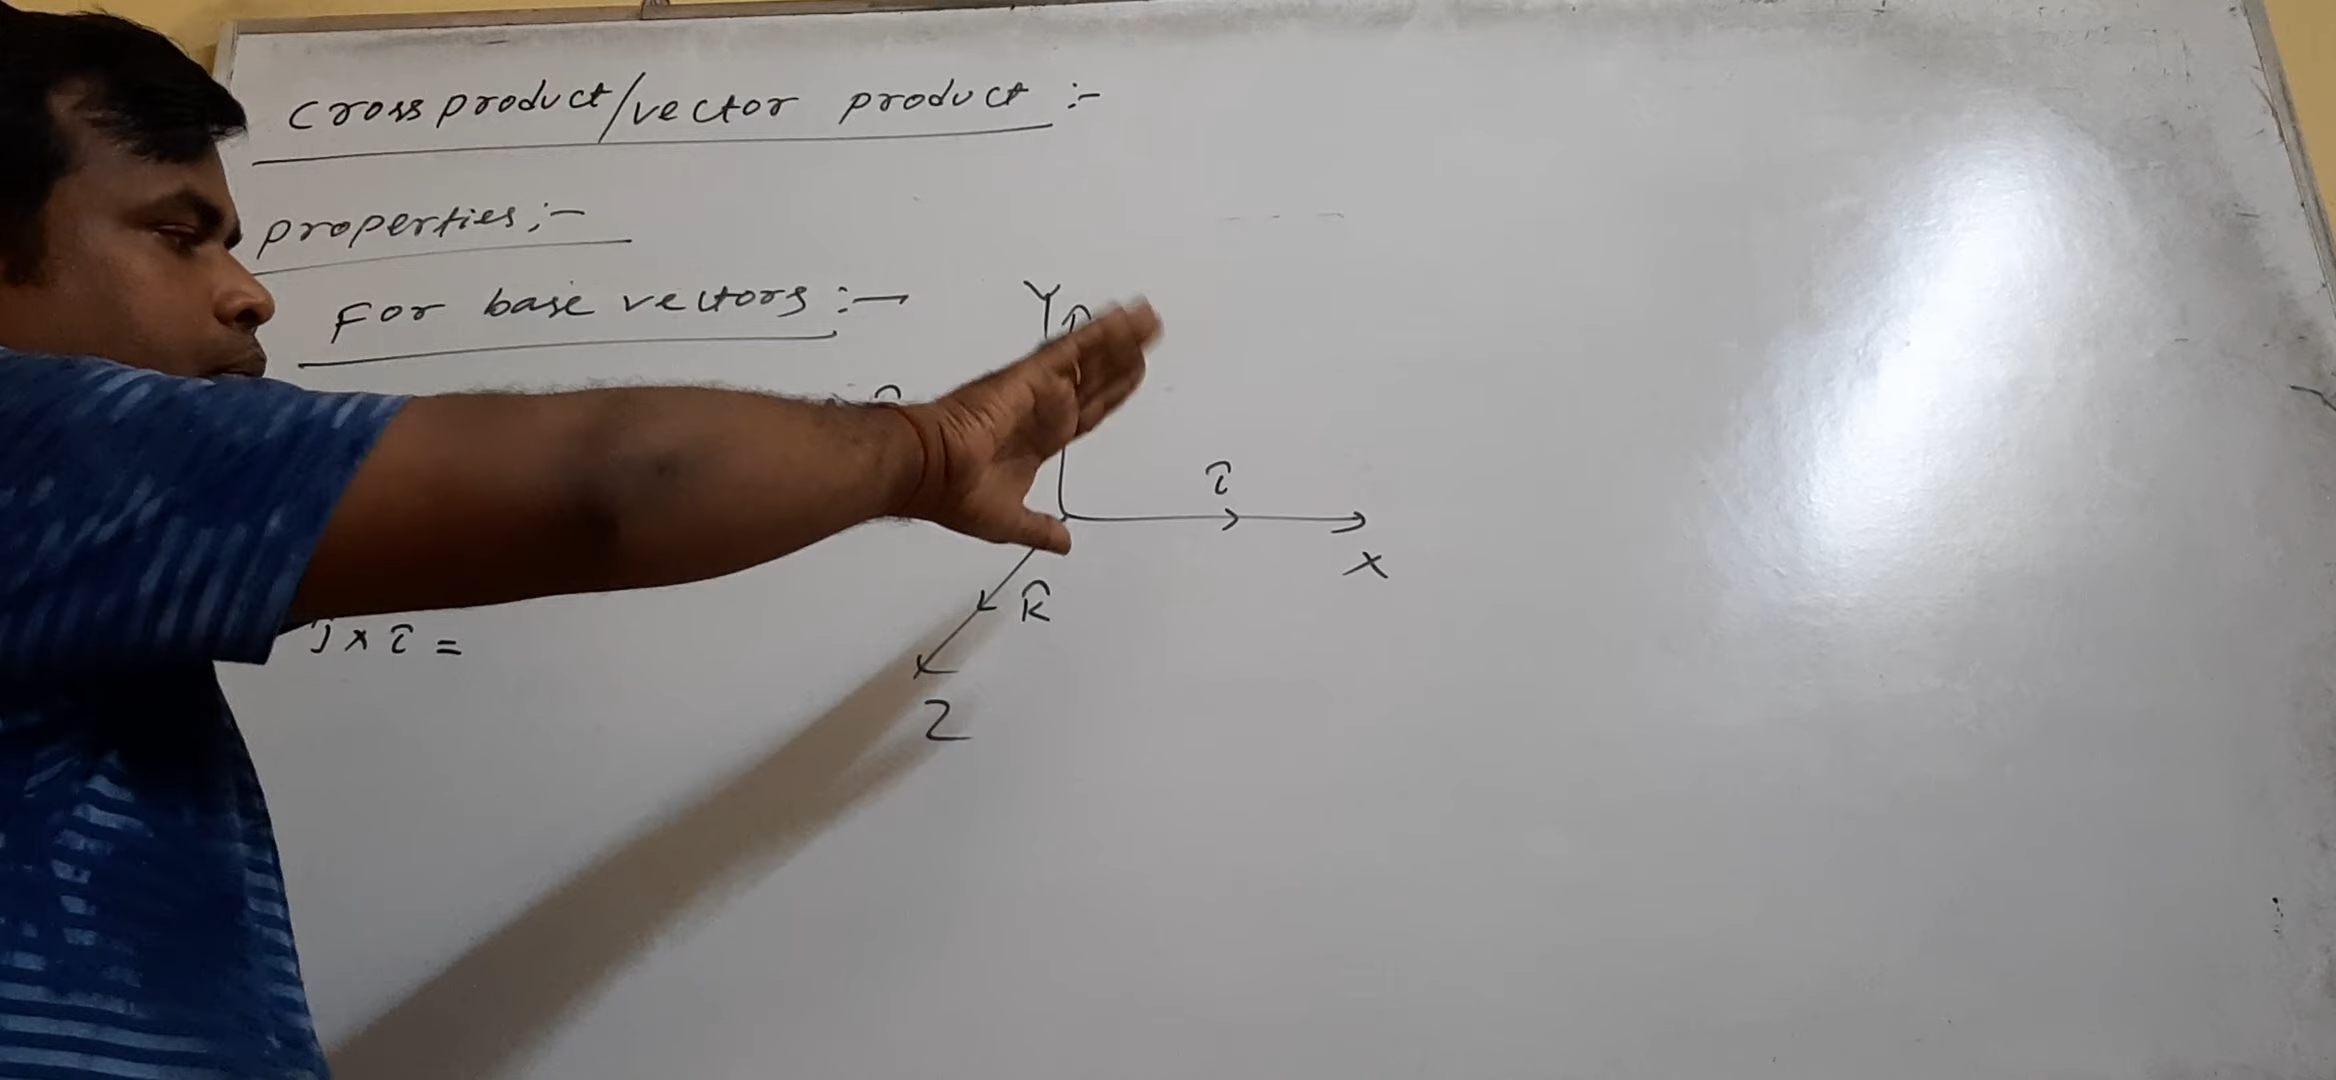 cross product/vector product :-
properties :-
For base vectors :-
Y
î
X
k̂
ĵ × î =
Z